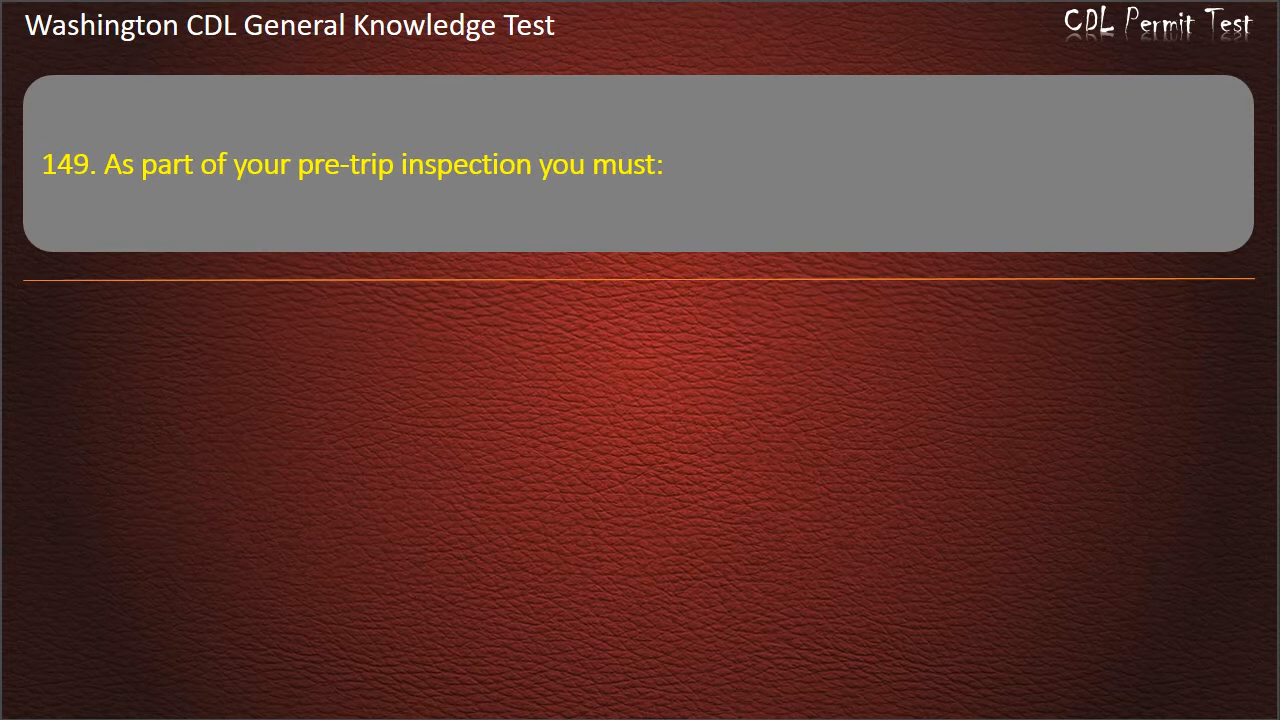 Washington CDL General Knowledge Test
CDL Permit Test
149. As part of your pre-trip inspection you must: